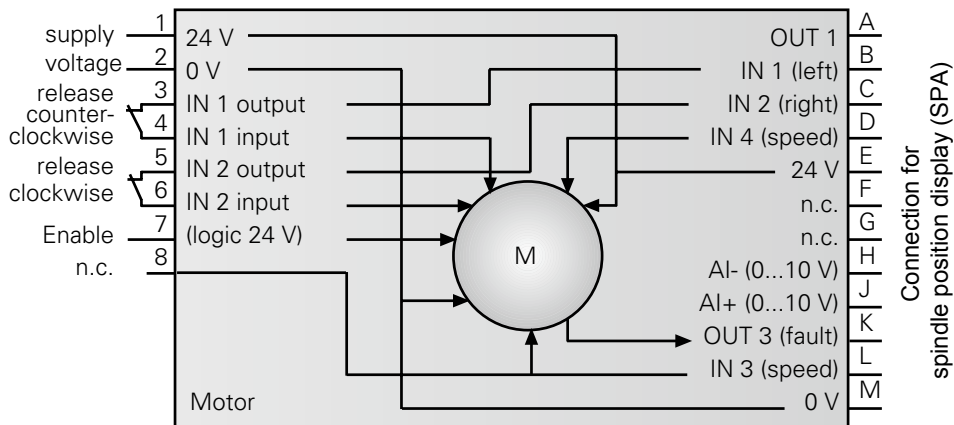 supply
voltage
release
counter-
clockwise
release
clockwise
Enable
n.c.
1
2
3
4
5
6
7
8
24 V
0 V
IN 1 output
IN 1 input
IN 2 output
IN 2 input
(logic 24 V)
Motor
M
OUT 1
IN 1 (left)
IN 2 (right)
IN 4 (speed)
24 V
n.c.
n.c.
AI- (0...10 V)
AI+ (0...10 V)
OUT 3 (fault)
IN 3 (speed)
0 V
A
B
C
D
E
F
G
H
J
K
L
M
Connection for
spindle position display (SPA)